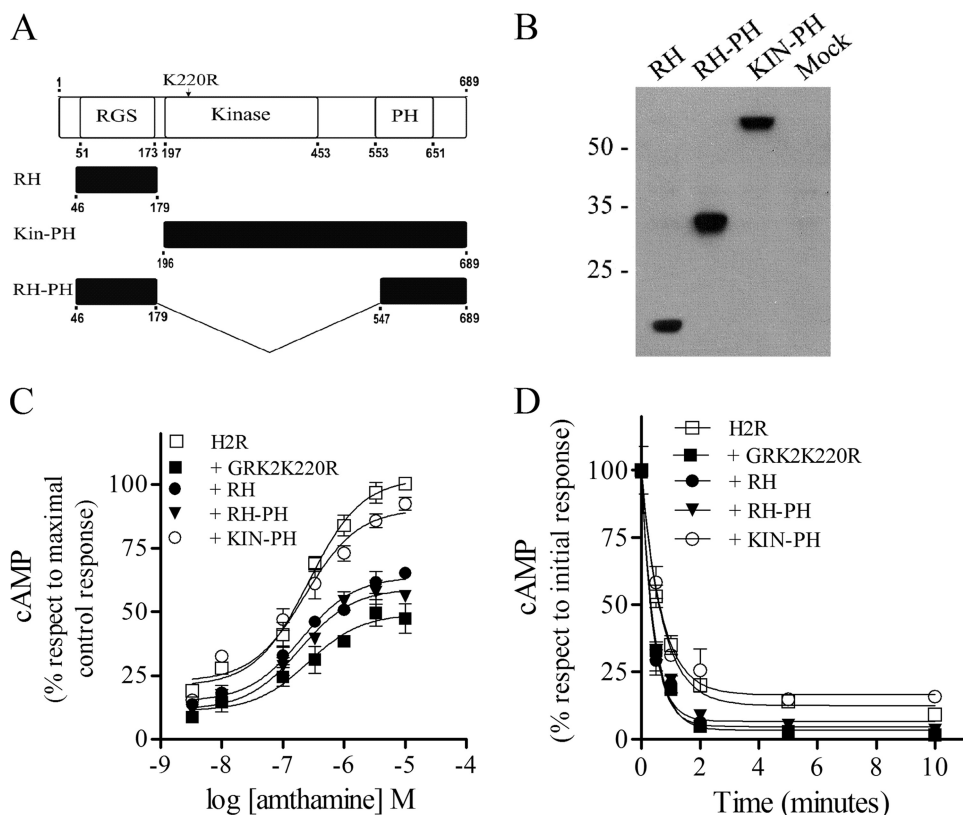 A
K220R
1
689
RGS
Kinase
PH
51
173
197
453
553
651
RH
46
179
Kin-PH
196
689
RH-PH
46
179
547
689
B
RH
RH-PH
KIN-PH
Mock
50 -
35 -
25 -
C
H2R
+ GRK2K220R
+ RH
+ RH-PH
+ KIN-PH
cAMP
(% respect to maximal
control response)
100
75
50
25
0
-9
-8
-7
-6
-5
-4
log [amthamine] M
D
H2R
+ GRK2K220R
+ RH
+ RH-PH
+ KIN-PH
cAMP
(% respect to initial response)
100
75
50
25
0
0
2
4
6
8
10
Time (minutes)